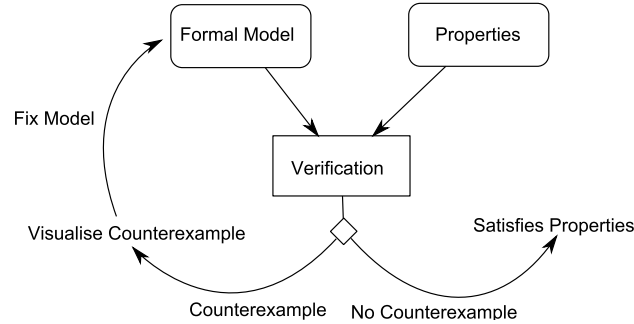 Formal Model
Properties
Fix Model
Verification
Visualise Counterexample
Satisfies Properties
Counterexample
No Counterexample